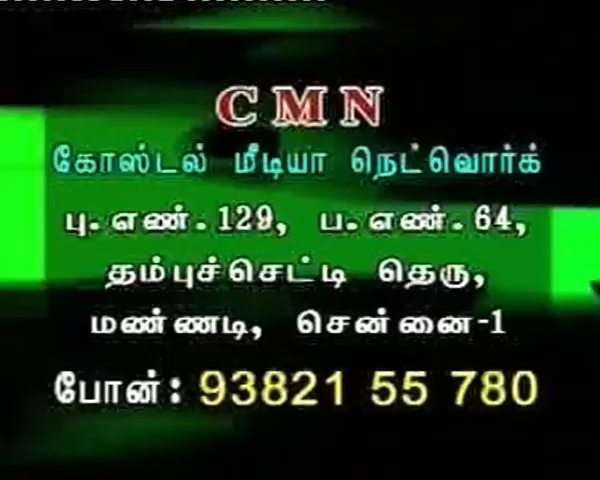 CMN
கோஸ்டல் மீடியா நெட்வொர்க்
பு.எண்.129, ப.எண்.64,
தம்புச்செட்டி தெரு,
மண்ணடி, சென்னை-1
போன்: 93821 55 780